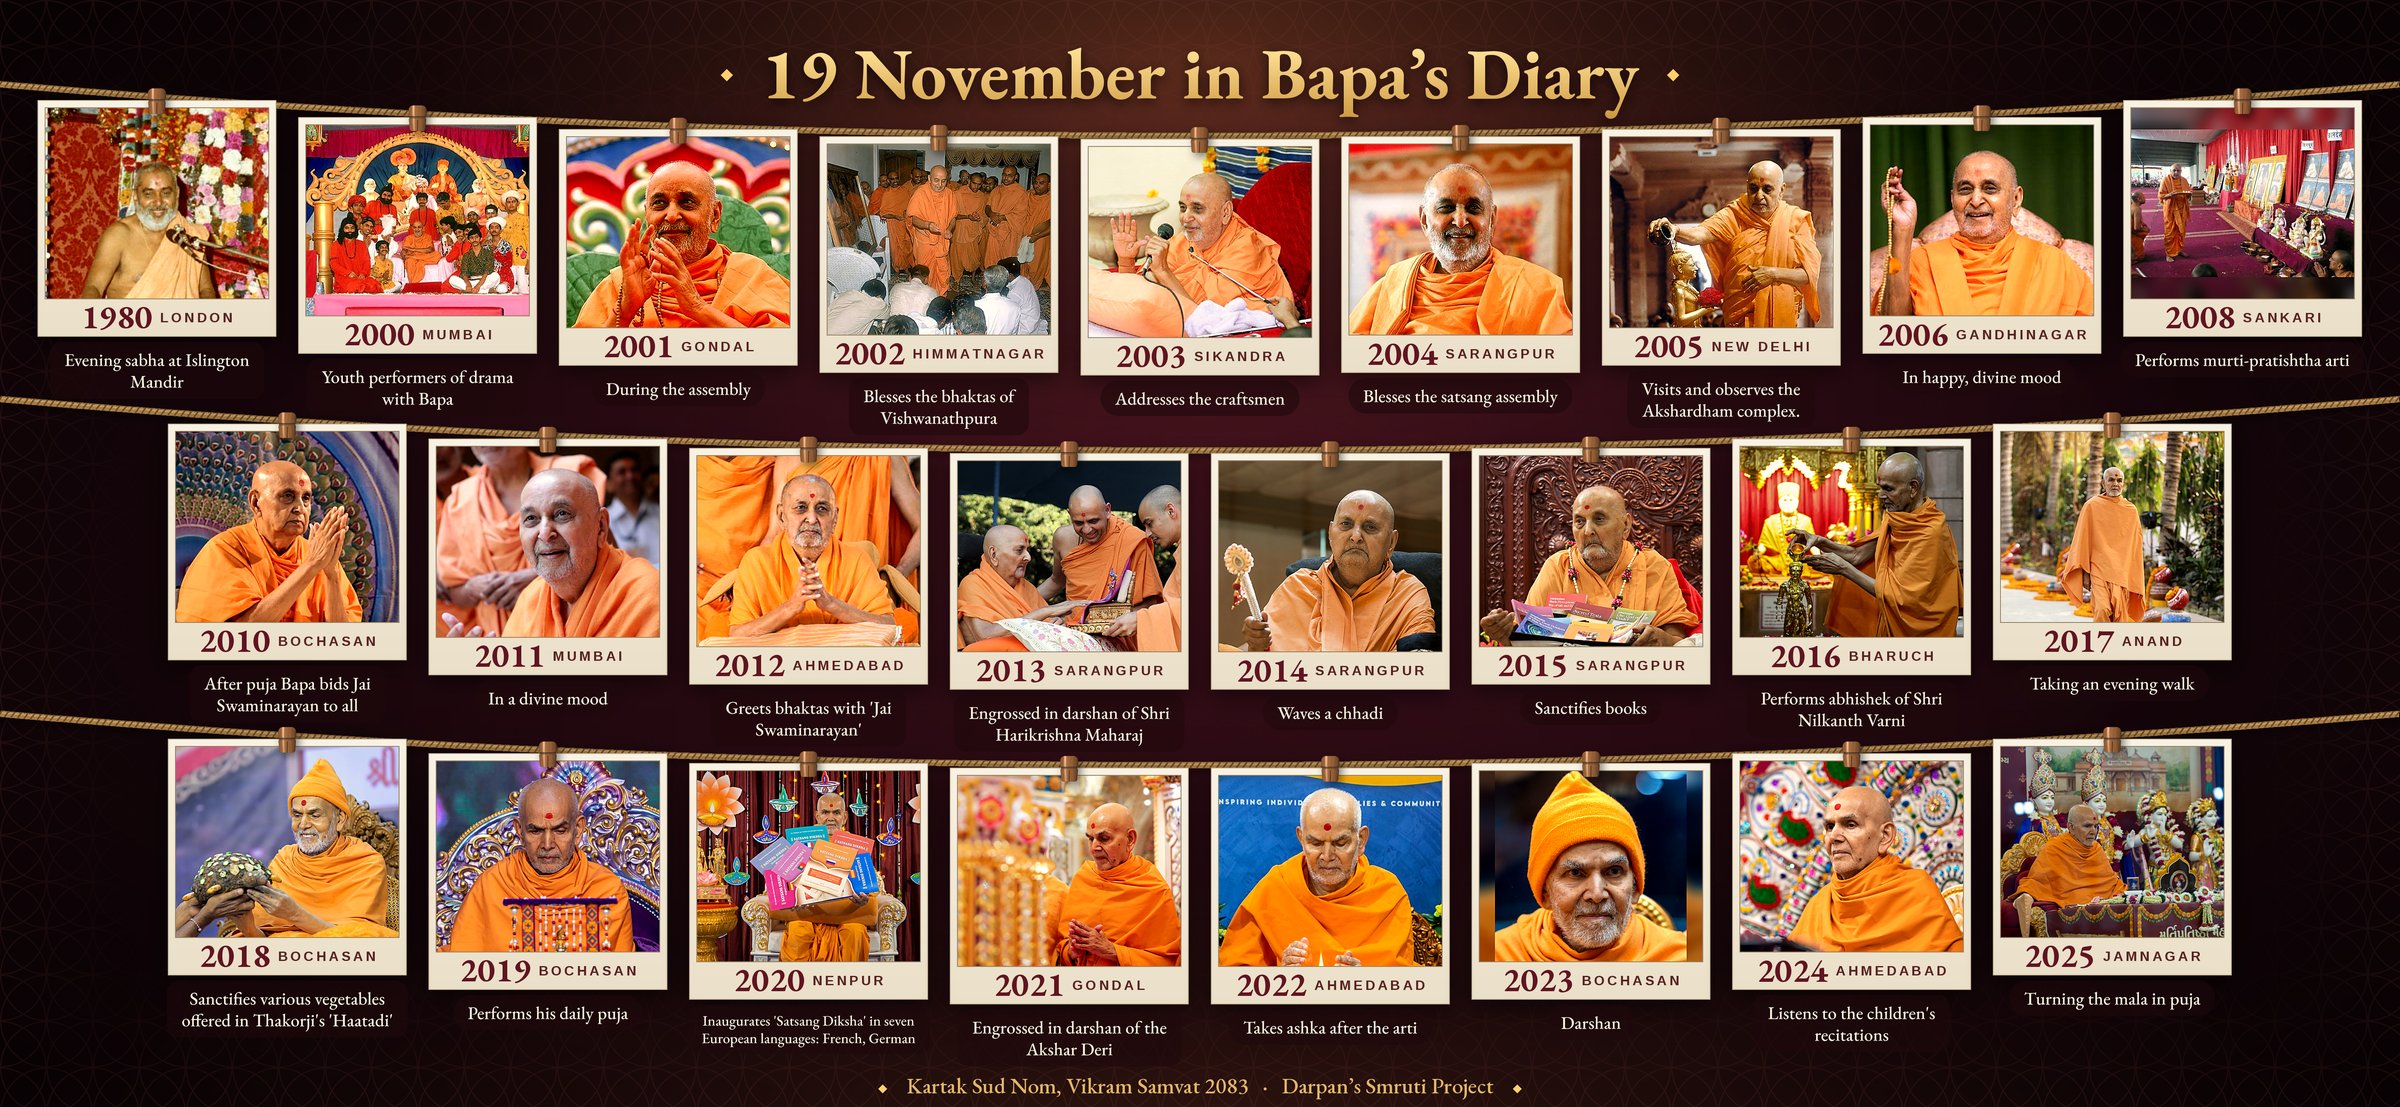 19 November in Bapa's Diary
1980 LONDON
Evening sabha at Islington
Mandir
2000 MUMBAI
Youth performers of drama
with Bapa
2001 GONDAL
During the assembly
2002 HIMMATNAGAR
Blesses the bhaktas of
Vishwanathpura
2003 SIKANDRA
Addresses the craftsmen
2004 SARANGPUR
Blesses the satsang assembly
2005 NEW DELHI
Visits and observes the
Akshardham complex.
2006 GANDHINAGAR
In happy, divine mood
2008 SANKARI
Performs murti-pratishtha arti
2010 BOCHASAN
After puja Bapa bids Jai
Swaminarayan to all
2011 MUMBAI
In a divine mood
2012 AHMEDABAD
Greets bhaktas with 'Jai
Swaminarayan'
2013 SARANGPUR
Engrossed in darshan of Shri
Harikrishna Maharaj
2014 SARANGPUR
Waves a chhadi
2015 SARANGPUR
Sanctifies books
2016 BHARUCH
Performs abhishek of Shri
Nilkanth Varni
2017 ANAND
Taking an evening walk
श्री
2018 BOCHASAN
Sanctifies various vegetables
offered in Thakorji's 'Haatadi'
2019 BOCHASAN
Performs his daily puja
2020 NENPUR
Inaugurates 'Satsang Diksha' in seven
European languages: French, German
2021 GONDAL
Engrossed in darshan of the
Akshar Deri
NSPIRING INDIVID LIES & COMMUNIT
2022 AHMEDABAD
Takes ashka after the arti
2023 BOCHASAN
Darshan
2024 AHMEDABAD
Listens to the children's
recitations
2025 JAMNAGAR
Turning the mala in puja
Kartak Sud Nom, Vikram Samvat 2083 · Darpan's Smruti Project